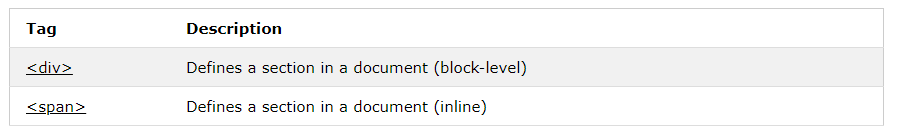 Tag Description
<div> Defines a section in a document (block-level)
<span> Defines a section in a document (inline)